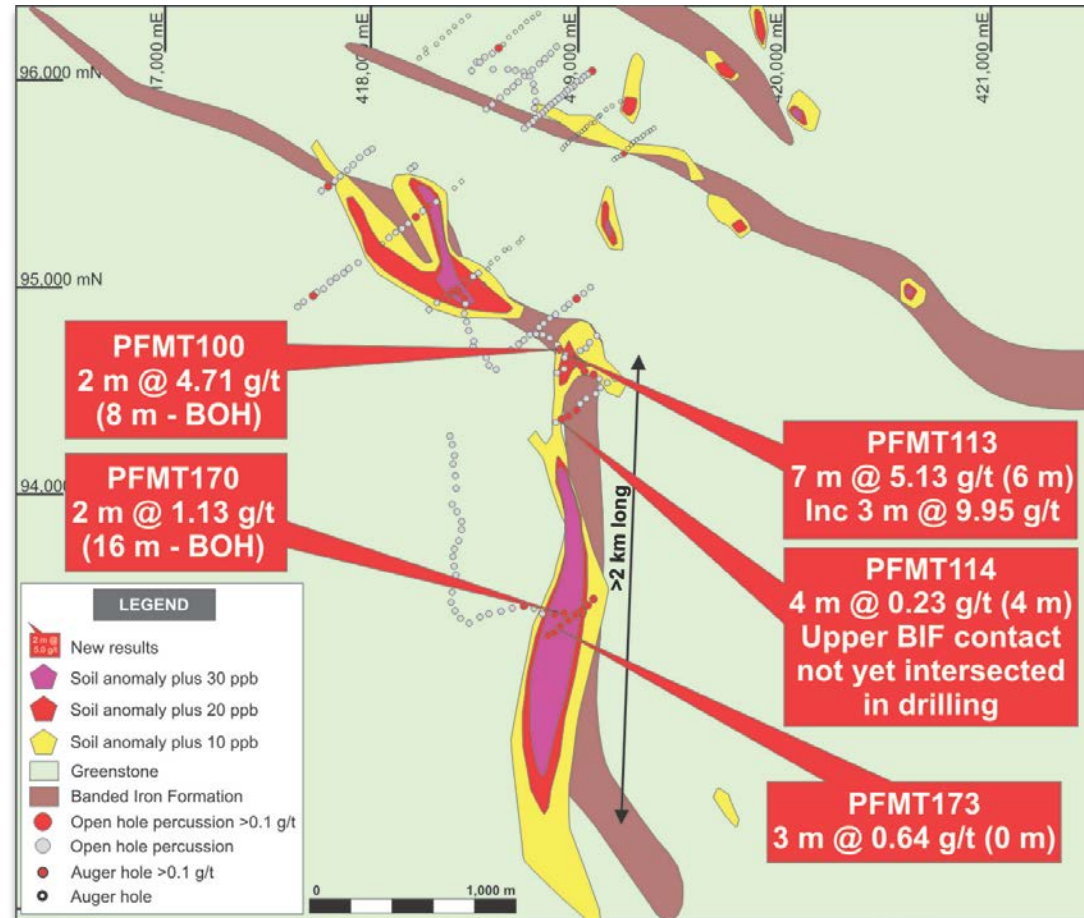 17,000 mE
418,000 mE
419,000 mE
420,000 mE
421,000 mE
96,000 mN
95,000 mN
94,000
PFMT100
2 m @ 4.71 g/t
(8 m - BOH)
PFMT170
2 m @ 1.13 g/t
(16 m - BOH)
>2 km long
PFMT113
7 m @ 5.13 g/t (6 m)
Inc 3 m @ 9.95 g/t
PFMT114
4 m @ 0.23 g/t (4 m)
Upper BIF contact
not yet intersected
in drilling
PFMT173
3 m @ 0.64 g/t (0 m)
LEGEND
2 m @
5.0 g/t
New results
Soil anomaly plus 30 ppb
Soil anomaly plus 20 ppb
Soil anomaly plus 10 ppb
Greenstone
Banded Iron Formation
Open hole percussion >0.1 g/t
Open hole percussion
Auger hole >0.1 g/t
Auger hole
0 1,000 m